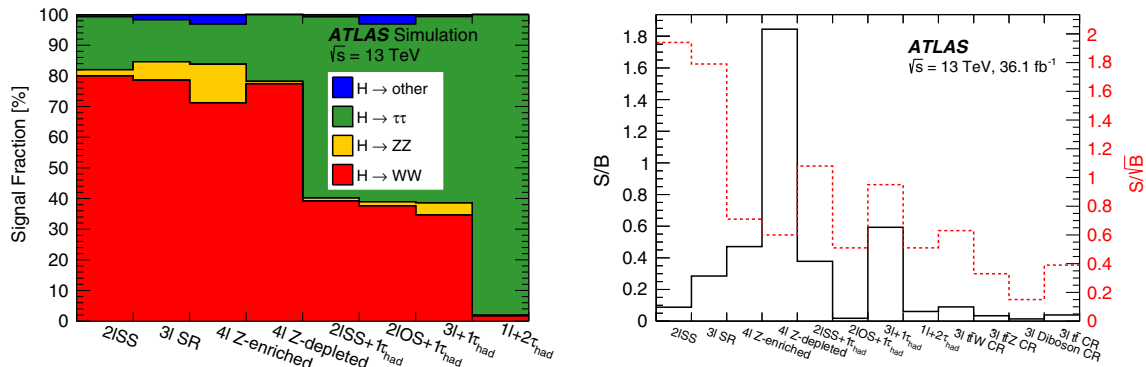 Signal Fraction [%]
100
90
80
70
60
50
40
30
20
10
0
ATLAS Simulation
√s = 13 TeV
H → other
H → ττ
H → ZZ
H → WW
2lSS
3l SR
4l Z-enriched
4l Z-depleted
2lSS+1τhad
2lOS+1τhad
3l+1τhad
1l+2τhad
S/B
1.8
1.6
1.4
1.2
1
0.8
0.6
0.4
0.2
0
ATLAS
√s = 13 TeV, 36.1 fb-1
2
1.8
1.6
1.4
1.2
1
0.8
0.6
0.4
0.2
0
S/√B
2lSS
3l SR
4l Z-enriched
4l Z-depleted
2lSS+1τhad
2lOS+1τhad
3l+1τhad
1l+2τhad
3l tt̄W CR
3l tt̄Z CR
3l Diboson CR
3l tt̄ CR